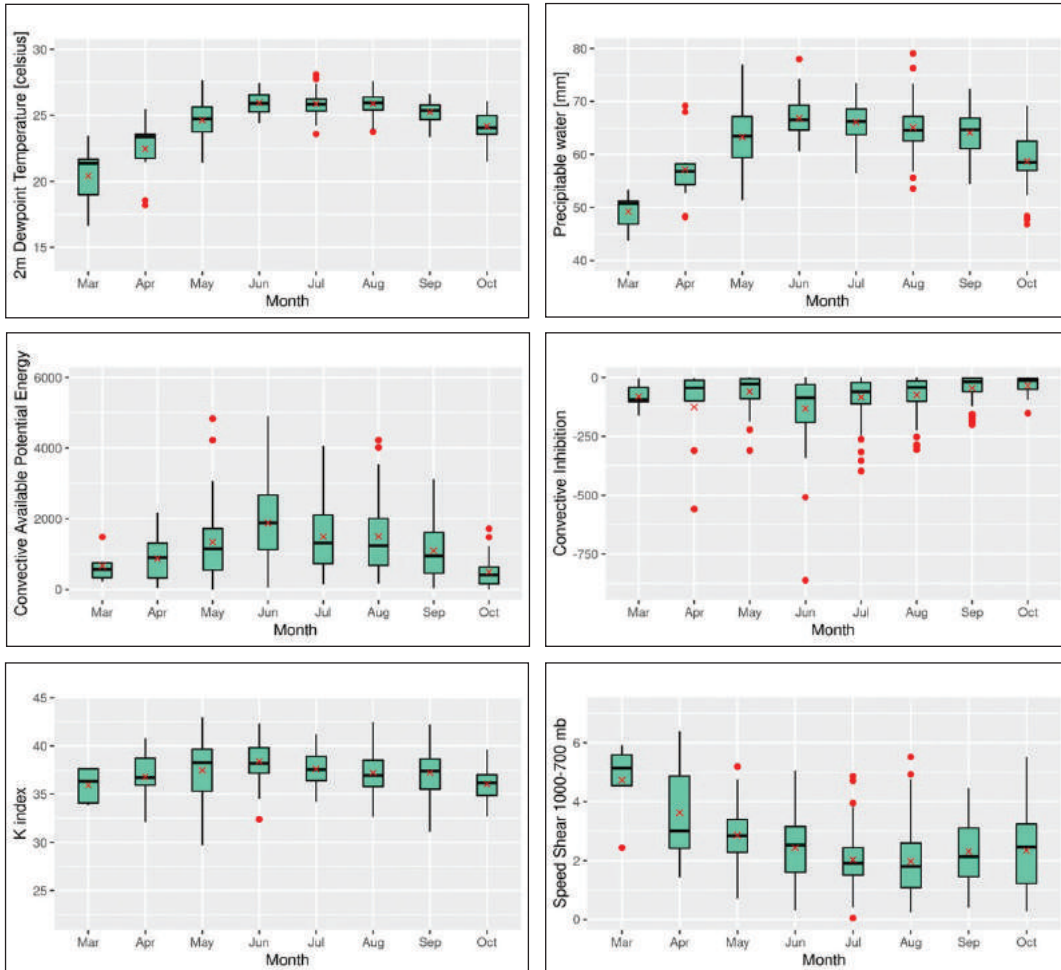 2m Dewpoint Temperature [celsius]
30
25
20
15
Mar Apr May Jun Jul Aug Sep Oct
Month
Precipitable water [mm]
80
70
60
50
40
Mar Apr May Jun Jul Aug Sep Oct
Month
Convective Available Potential Energy
6000
4000
2000
0
Mar Apr May Jun Jul Aug Sep Oct
Month
Convective Inhibition
0
-250
-500
-750
Mar Apr May Jun Jul Aug Sep Oct
Month
K index
45
40
35
30
25
Mar Apr May Jun Jul Aug Sep Oct
Month
Speed Shear 1000-700 mb
6
4
2
0
Mar Apr May Jun Jul Aug Sep Oct
Month